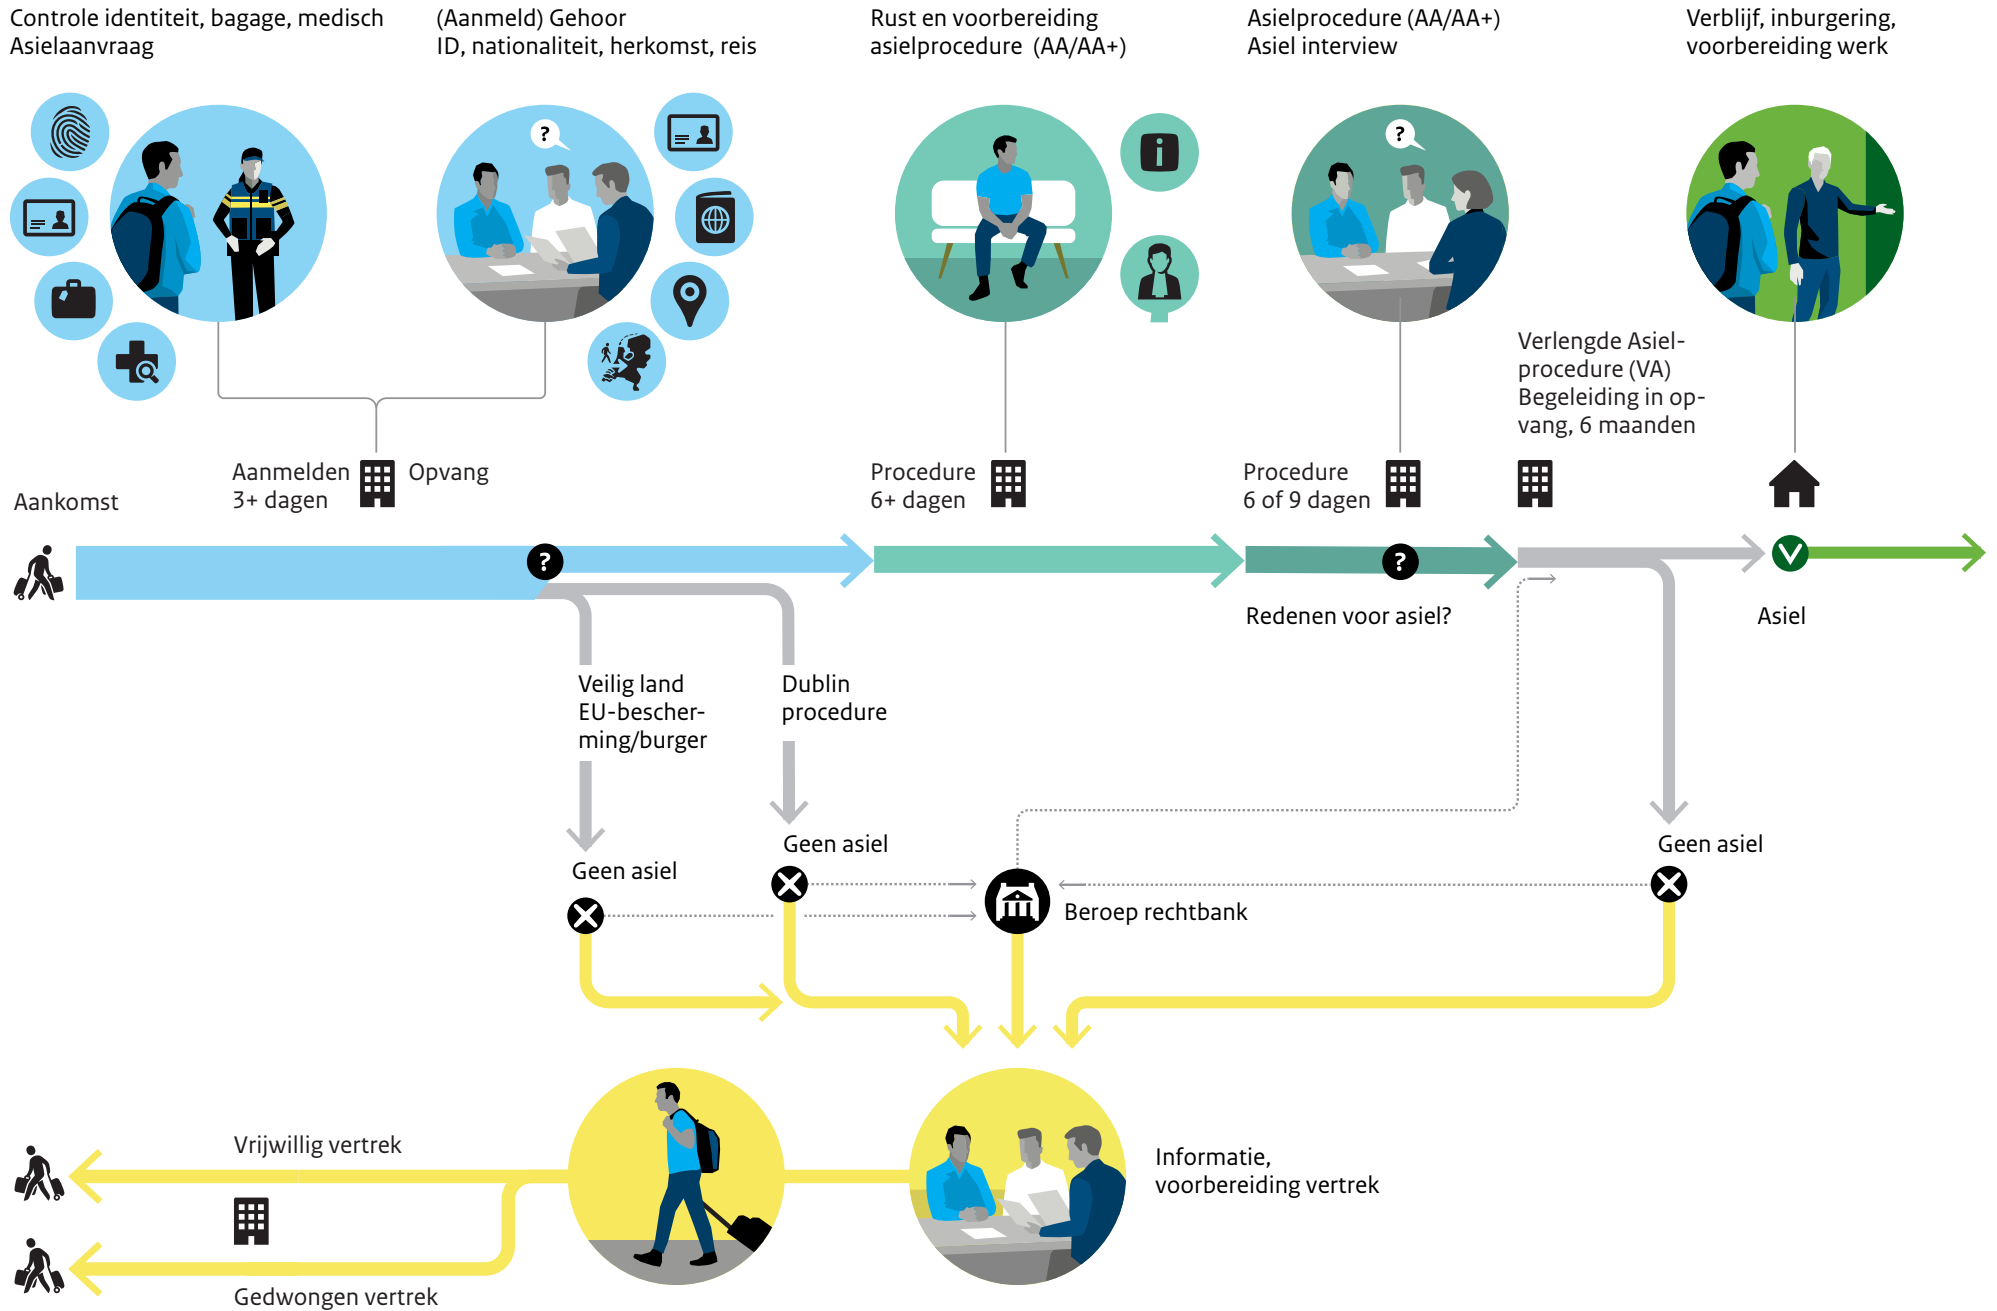 Controle identiteit, bagage, medisch
Asielaanvraag
(Aanmeld) Gehoor
ID, nationaliteit, herkomst, reis
Rust en voorbereiding
asielprocedure (AA/AA+)
Asielprocedure (AA/AA+)
Asiel interview
Verblijf, inburgering,
voorbereiding werk
?
?
Verlengde Asiel-
procedure (VA)
Begeleiding in op-
vang, 6 maanden
Aankomst
Aanmelden
3+ dagen
Opvang
Procedure
6+ dagen
Procedure
6 of 9 dagen
?
?
Redenen voor asiel?
Asiel
Veilig land
EU-bescher-
ming/burger
Dublin
procedure
Geen asiel
Geen asiel
Geen asiel
Beroep rechtbank
Vrijwillig vertrek
Informatie,
voorbereiding vertrek
Gedwongen vertrek